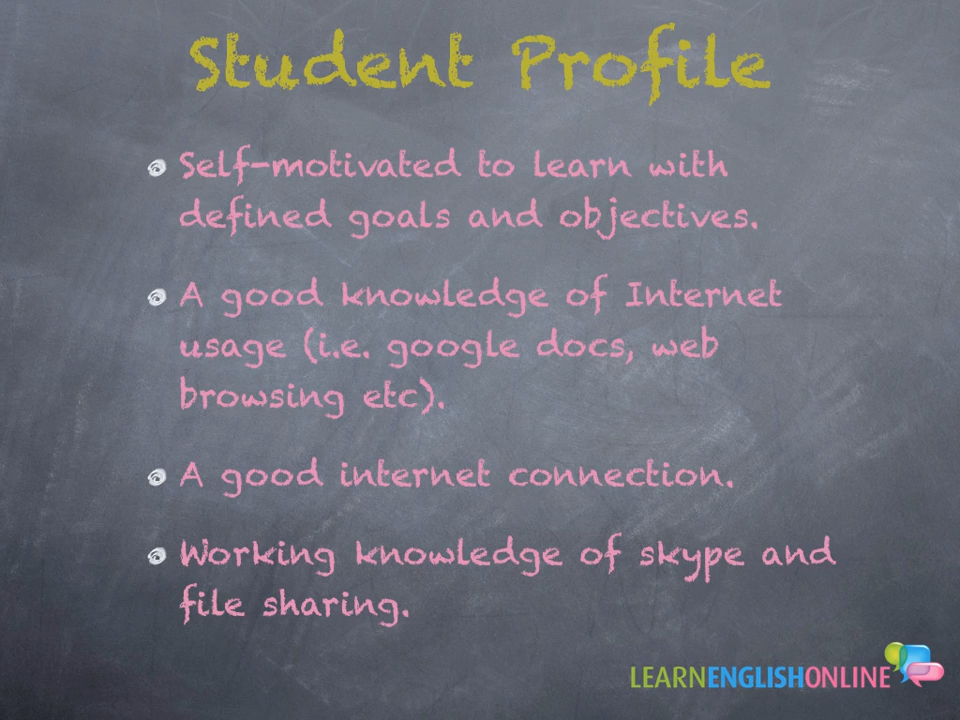 Student Profile
Self-motivated to learn with
defined goals and objectives.
A good knowledge of Internet
usage (i.e. google docs, web
browsing etc).
A good internet connection.
Working knowledge of skype and
file sharing.
LEARNENGLISHONLINE